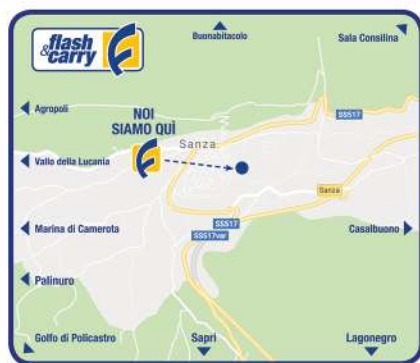 flash
&carry
Buonabitacolo
Sala Consilina
Agropoli
NOI
SIAMO QUÌ
SS517
Sanza
Vallo della Lucania
Sanza
Marina di Camerota
SS517
SS517var
Casalbuono
Palinuro
Golfo di Policastro
Sapri
Lagonegro